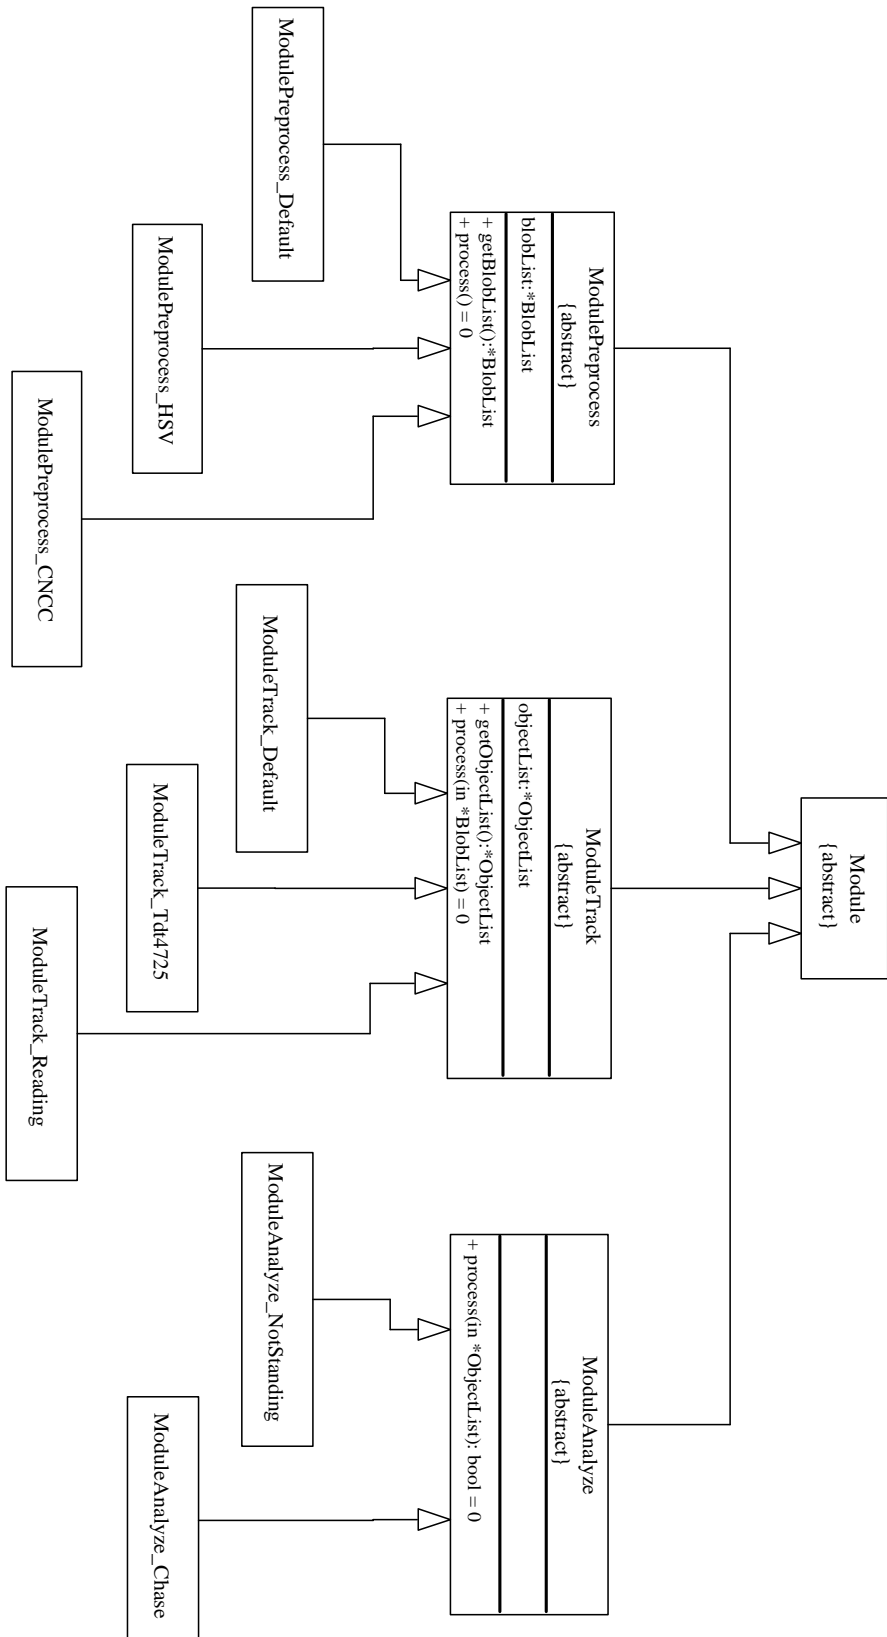 Module
{abstract}
ModulePreprocess
{abstract}
blobList:*BlobList
+ getBlobList():*BlobList
+ process() = 0
ModuleTrack
{abstract}
objectList:*ObjectList
+ getObjectList():*ObjectList
+ process(in *BlobList) = 0
ModuleAnalyze
{abstract}
+ process(in *ObjectList): bool = 0
ModulePreprocess_Default
ModulePreprocess_HSV
ModulePreprocess_CNCC
ModuleTrack_Default
ModuleTrack_Tdt4725
ModuleTrack_Reading
ModuleAnalyze_NotStanding
ModuleAnalyze_Chase